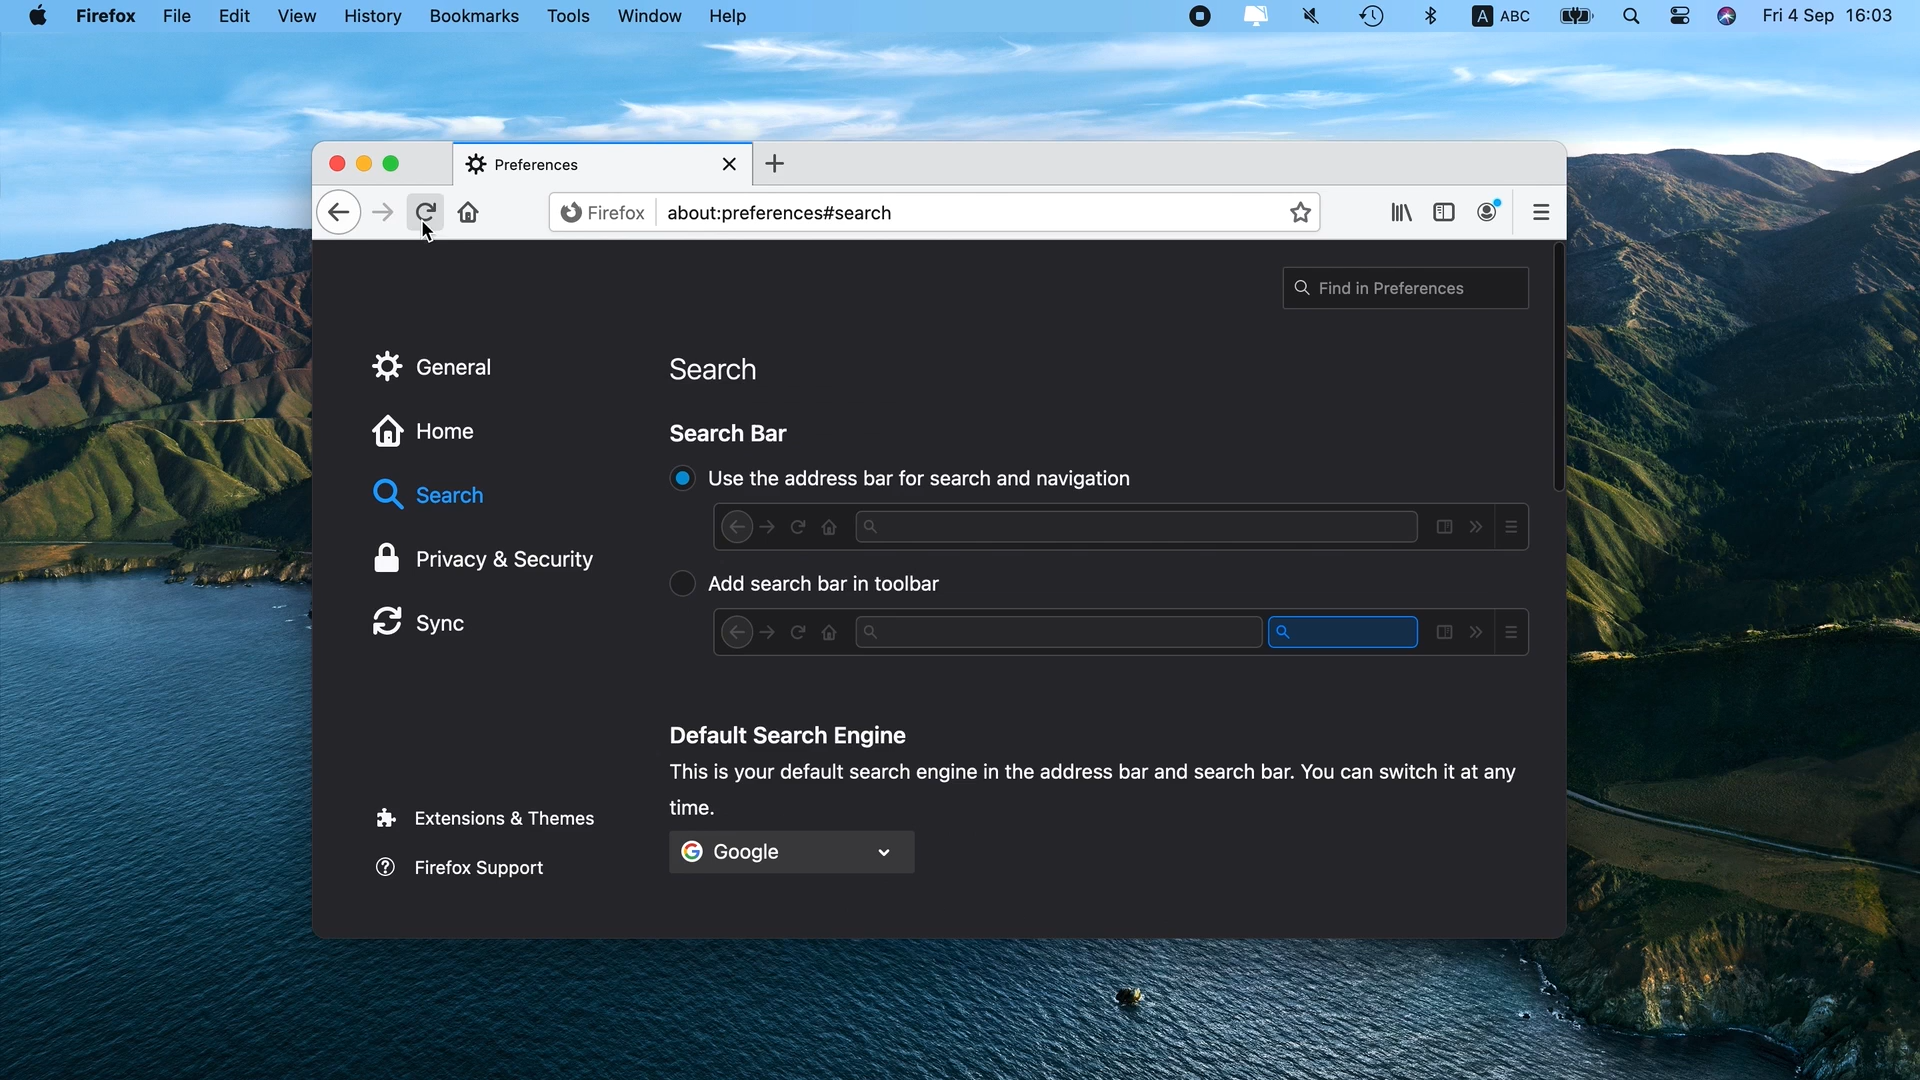 Firefox File Edit View History Bookmarks Tools Window Help A ABC Fri 4 Sep 16:03
Preferences
Firefox about:preferences#search
Find in Preferences
General
Home
Search
Privacy & Security
Sync
Extensions & Themes
Firefox Support
Search
Search Bar
Use the address bar for search and navigation
Add search bar in toolbar
Default Search Engine
This is your default search engine in the address bar and search bar. You can switch it at any
time.
Google